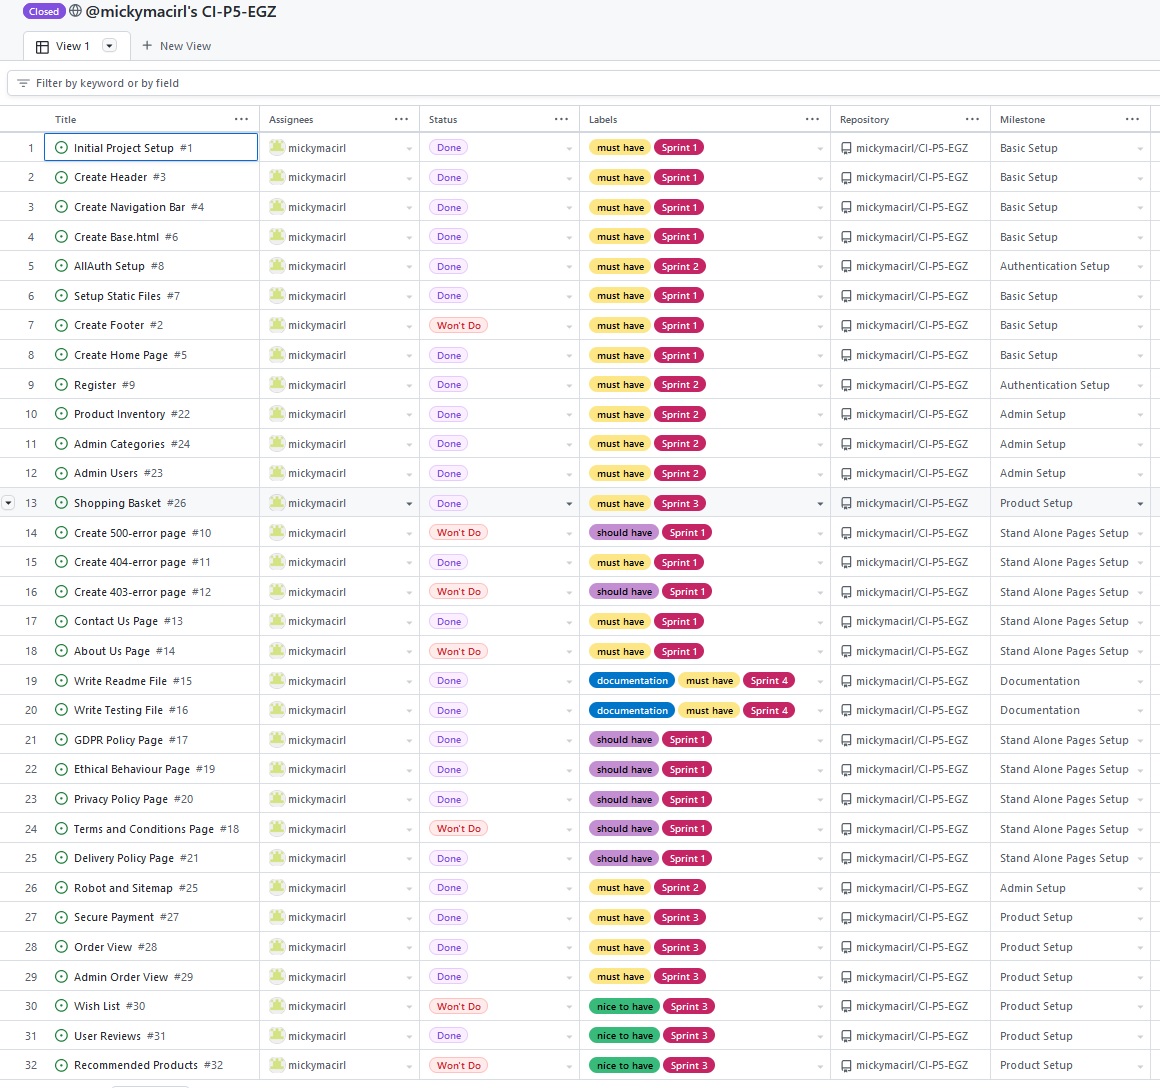 Closed @mickymacirl's CI-P5-EGZ
View 1 + New View
Filter by keyword or by field
Title ... Assignees ... Status ... Labels ... Repository ... Milestone ...
1 Initial Project Setup #1 mickymacirl Done must have Sprint 1 mickymacirl/CI-P5-EGZ Basic Setup
2 Create Header #3 mickymacirl Done must have Sprint 1 mickymacirl/CI-P5-EGZ Basic Setup
3 Create Navigation Bar #4 mickymacirl Done must have Sprint 1 mickymacirl/CI-P5-EGZ Basic Setup
4 Create Base.html #6 mickymacirl Done must have Sprint 1 mickymacirl/CI-P5-EGZ Basic Setup
5 AllAuth Setup #8 mickymacirl Done must have Sprint 2 mickymacirl/CI-P5-EGZ Authentication Setup
6 Setup Static Files #7 mickymacirl Done must have Sprint 1 mickymacirl/CI-P5-EGZ Basic Setup
7 Create Footer #2 mickymacirl Won't Do must have Sprint 1 mickymacirl/CI-P5-EGZ Basic Setup
8 Create Home Page #5 mickymacirl Done must have Sprint 1 mickymacirl/CI-P5-EGZ Basic Setup
9 Register #9 mickymacirl Done must have Sprint 2 mickymacirl/CI-P5-EGZ Authentication Setup
10 Product Inventory #22 mickymacirl Done must have Sprint 2 mickymacirl/CI-P5-EGZ Admin Setup
11 Admin Categories #24 mickymacirl Done must have Sprint 2 mickymacirl/CI-P5-EGZ Admin Setup
12 Admin Users #23 mickymacirl Done must have Sprint 2 mickymacirl/CI-P5-EGZ Admin Setup
13 Shopping Basket #26 mickymacirl Done must have Sprint 3 mickymacirl/CI-P5-EGZ Product Setup
14 Create 500-error page #10 mickymacirl Won't Do should have Sprint 1 mickymacirl/CI-P5-EGZ Stand Alone Pages Setup
15 Create 404-error page #11 mickymacirl Done must have Sprint 1 mickymacirl/CI-P5-EGZ Stand Alone Pages Setup
16 Create 403-error page #12 mickymacirl Won't Do should have Sprint 1 mickymacirl/CI-P5-EGZ Stand Alone Pages Setup
17 Contact Us Page #13 mickymacirl Done must have Sprint 1 mickymacirl/CI-P5-EGZ Stand Alone Pages Setup
18 About Us Page #14 mickymacirl Won't Do must have Sprint 1 mickymacirl/CI-P5-EGZ Stand Alone Pages Setup
19 Write Readme File #15 mickymacirl Done documentation must have Sprint 4 mickymacirl/CI-P5-EGZ Documentation
20 Write Testing File #16 mickymacirl Done documentation must have Sprint 4 mickymacirl/CI-P5-EGZ Documentation
21 GDPR Policy Page #17 mickymacirl Done should have Sprint 1 mickymacirl/CI-P5-EGZ Stand Alone Pages Setup
22 Ethical Behaviour Page #19 mickymacirl Done should have Sprint 1 mickymacirl/CI-P5-EGZ Stand Alone Pages Setup
23 Privacy Policy Page #20 mickymacirl Done should have Sprint 1 mickymacirl/CI-P5-EGZ Stand Alone Pages Setup
24 Terms and Conditions Page #18 mickymacirl Won't Do should have Sprint 1 mickymacirl/CI-P5-EGZ Stand Alone Pages Setup
25 Delivery Policy Page #21 mickymacirl Done should have Sprint 1 mickymacirl/CI-P5-EGZ Stand Alone Pages Setup
26 Robot and Sitemap #25 mickymacirl Done must have Sprint 2 mickymacirl/CI-P5-EGZ Admin Setup
27 Secure Payment #27 mickymacirl Done must have Sprint 3 mickymacirl/CI-P5-EGZ Product Setup
28 Order View #28 mickymacirl Done must have Sprint 3 mickymacirl/CI-P5-EGZ Product Setup
29 Admin Order View #29 mickymacirl Done must have Sprint 3 mickymacirl/CI-P5-EGZ Product Setup
30 Wish List #30 mickymacirl Won't Do nice to have Sprint 3 mickymacirl/CI-P5-EGZ Product Setup
31 User Reviews #31 mickymacirl Done nice to have Sprint 3 mickymacirl/CI-P5-EGZ Product Setup
32 Recommended Products #32 mickymacirl Won't Do nice to have Sprint 3 mickymacirl/CI-P5-EGZ Product Setup